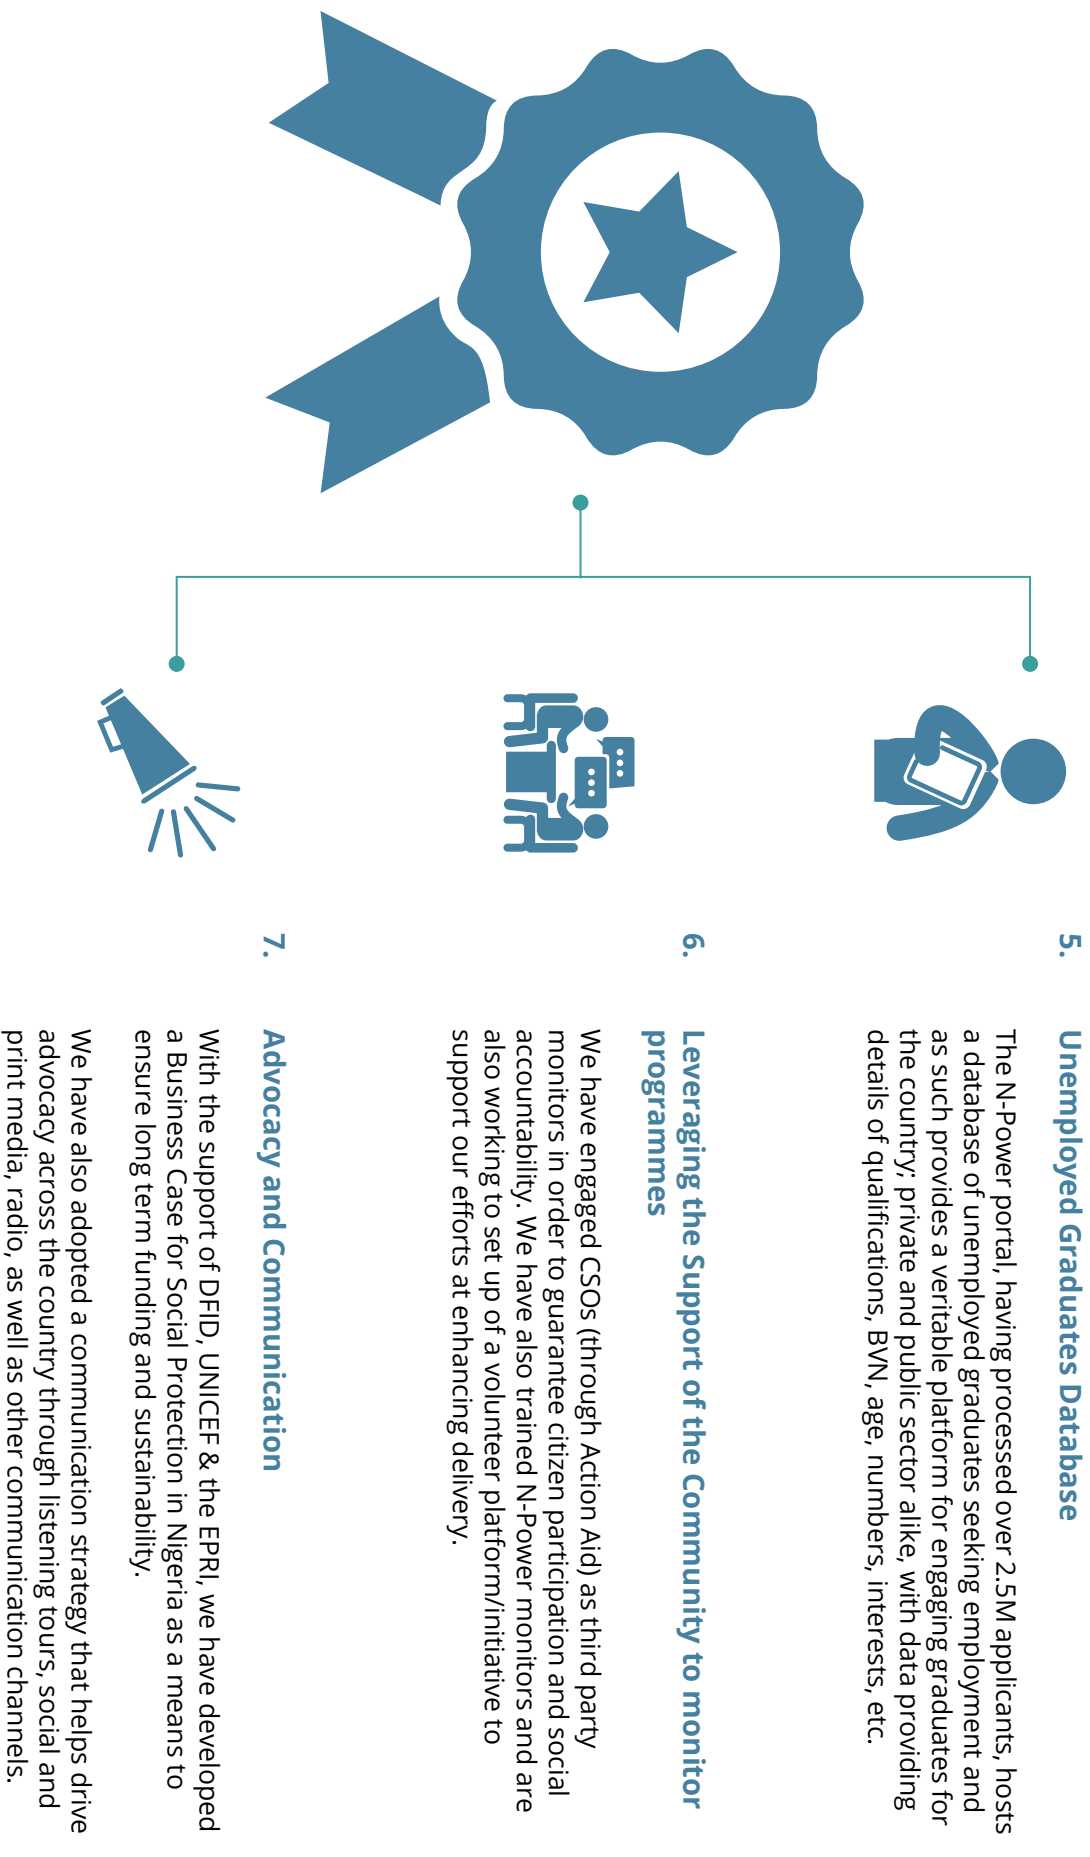 5. Unemployed Graduates Database
The N-Power portal, having processed over 2.5M applicants, hosts
a database of unemployed graduates seeking employment and
as such provides a veritable platform for engaging graduates for
the country; private and public sector alike, with data providing
details of qualifications, BVN, age, numbers, interests, etc.
6. Leveraging the Support of the Community to monitor
programmes
We have engaged CSOs (through Action Aid) as third party
monitors in order to guarantee citizen participation and social
accountability. We have also trained N-Power monitors and are
also working to set up of a volunteer platform/initiative to
support our efforts at enhancing delivery.
7. Advocacy and Communication
With the support of DFID, UNICEF & the EPRI, we have developed
a Business Case for Social Protection in Nigeria as a means to
ensure long term funding and sustainability.
We have also adopted a communication strategy that helps drive
advocacy across the country through listening tours, social and
print media, radio, as well as other communication channels.